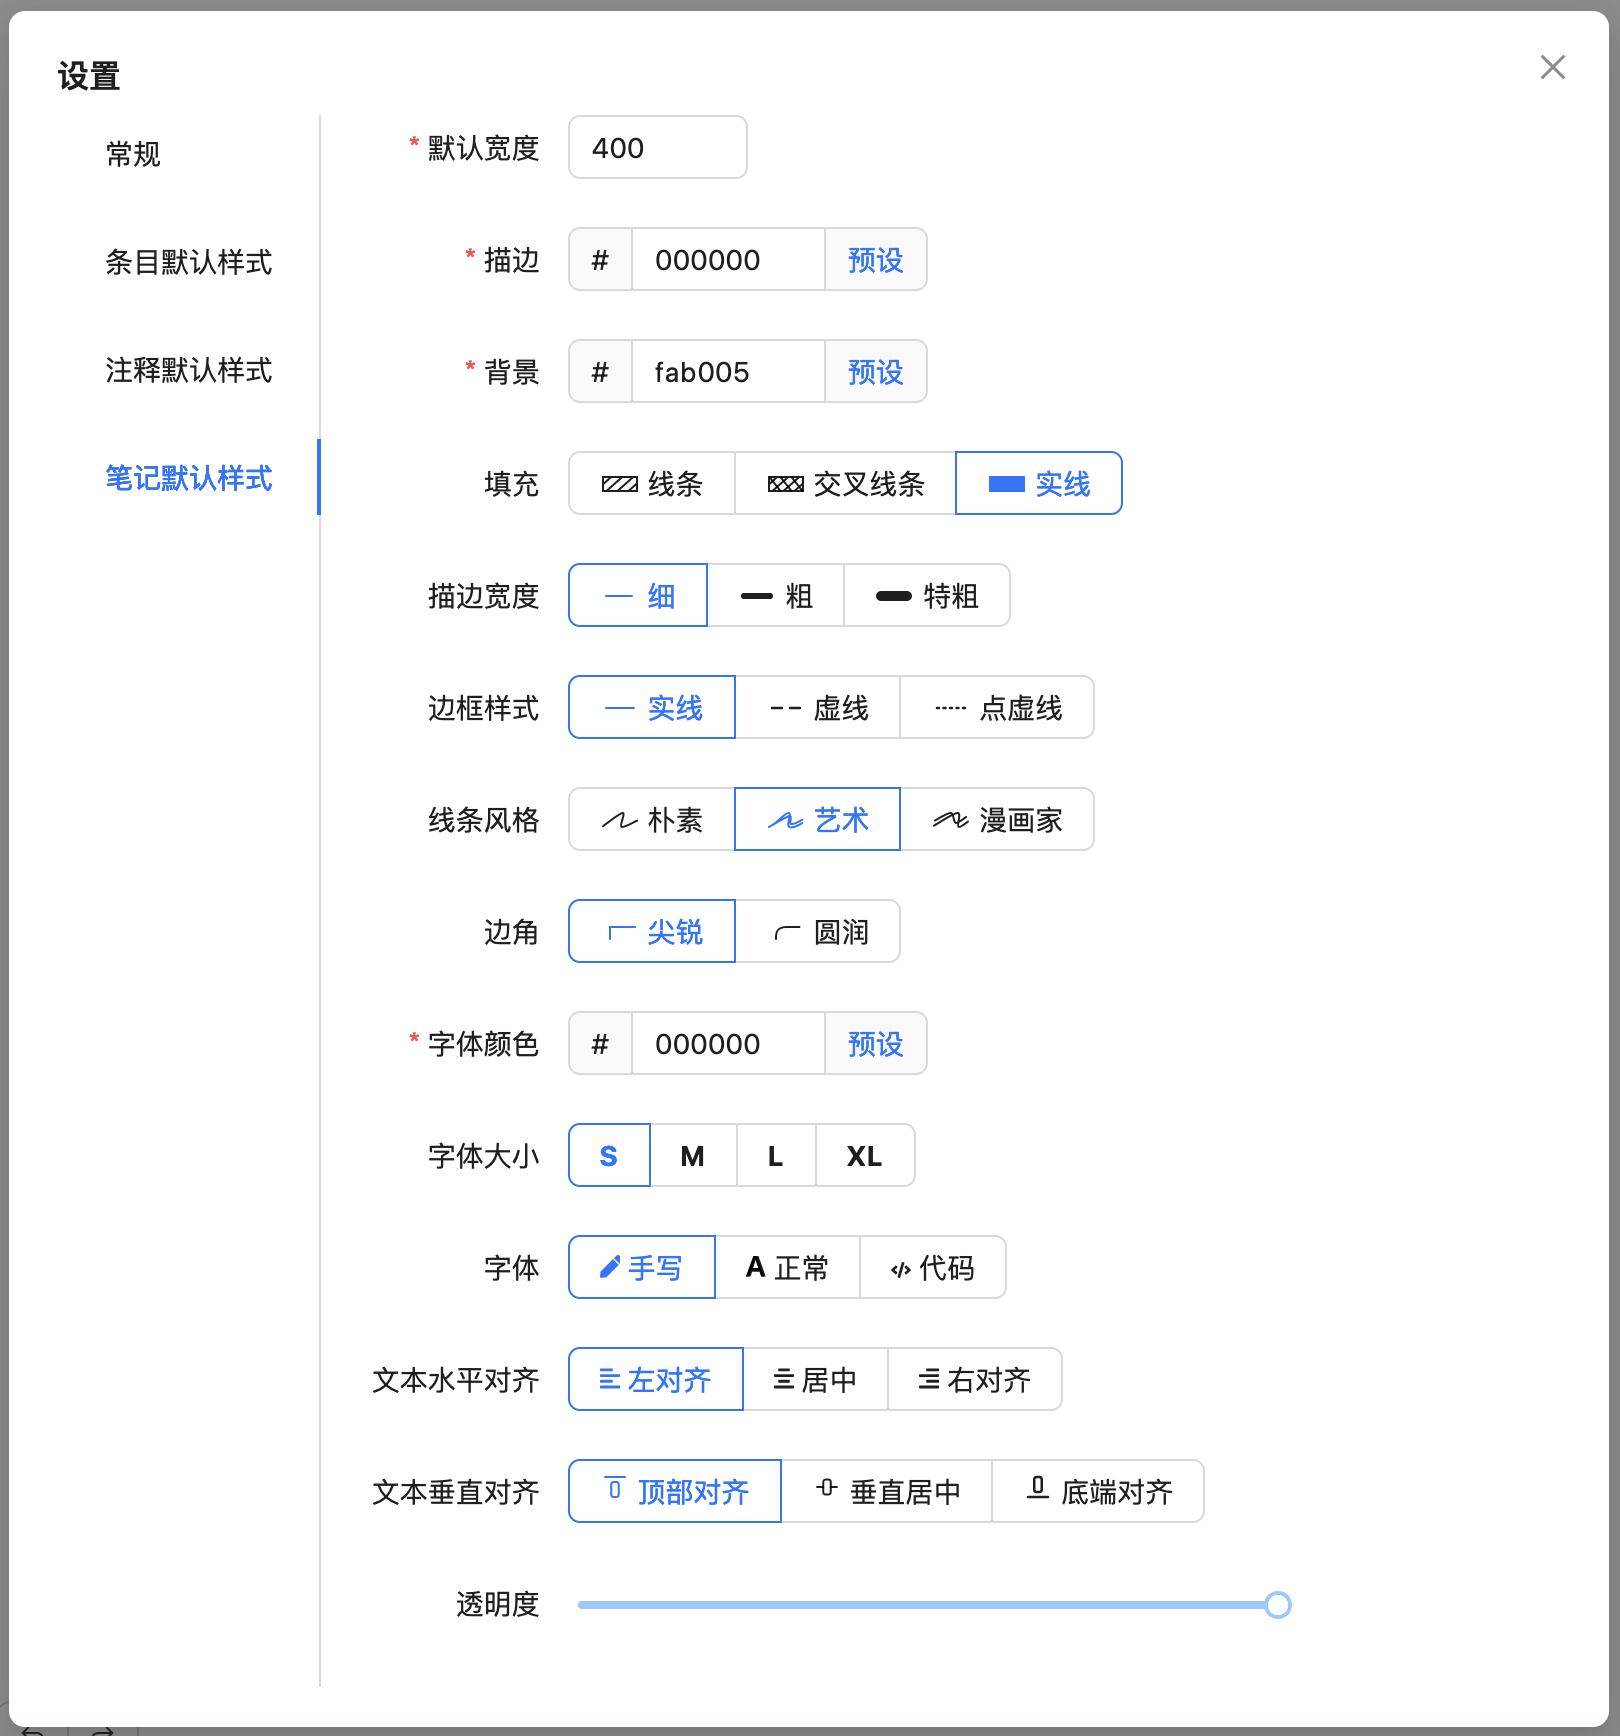 设置
常规
条目默认样式
注释默认样式
笔记默认样式
* 默认宽度 400
* 描边 # 000000 预设
* 背景 # fab005 预设
填充 线条 交叉线条 实线
描边宽度 细 粗 特粗
边框样式 实线 虚线 点虚线
线条风格 朴素 艺术 漫画家
边角 尖锐 圆润
* 字体颜色 # 000000 预设
字体大小 S M L XL
字体 手写 A 正常 代码
文本水平对齐 左对齐 居中 右对齐
文本垂直对齐 顶部对齐 垂直居中 底端对齐
透明度